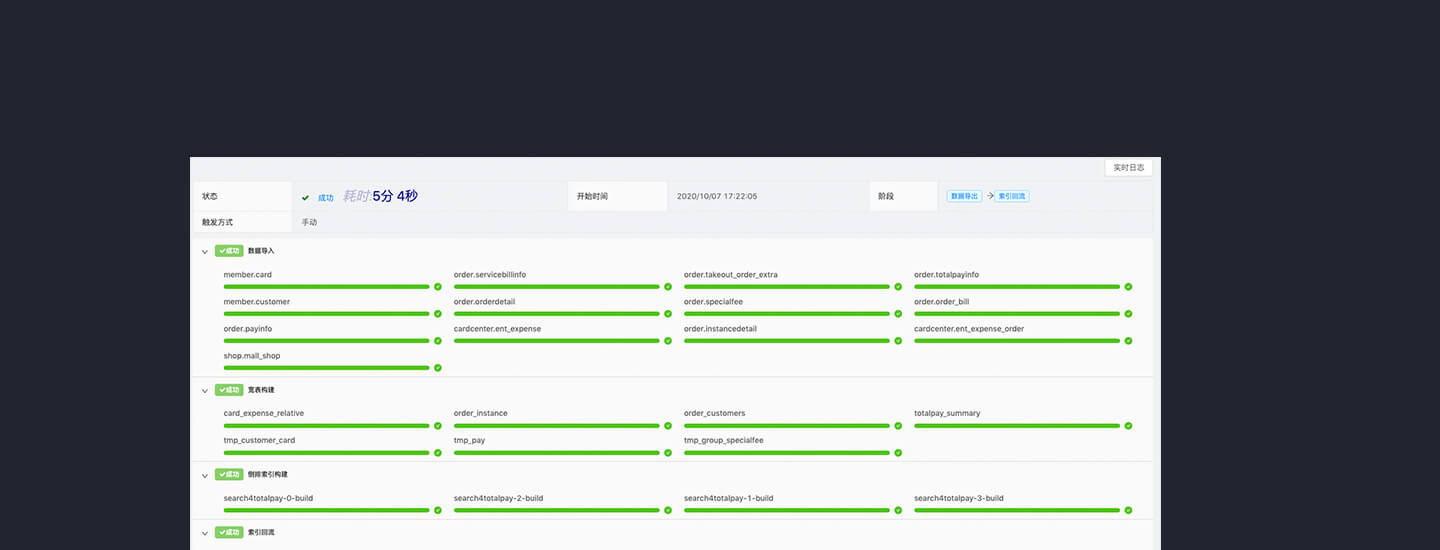 实时日志
状态 成功 耗时:5分 4秒 开始时间 2020/10/07 17:22:05 阶段 数据导出 索引回流
触发方式 手动
成功 数据导入
member.card order.servicebillinfo order.takeout_order_extra order.totalpayinfo
member.customer order.orderdetail order.specialfee order.order_bill
order.payinfo cardcenter.ent_expense order.instancedetail cardcenter.ent_expense_order
shop.mall_shop
成功 宽表构建
card_expense_relative order_instance order_customers totalpay_summary
tmp_customer_card tmp_pay tmp_group_specialfee
成功 倒排索引构建
search4totalpay-0-build search4totalpay-2-build search4totalpay-1-build search4totalpay-3-build
成功 索引回流